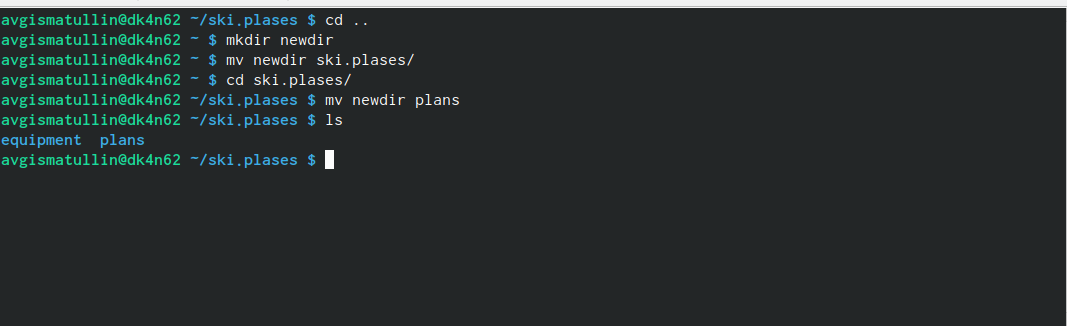 avgismatullin@dk4n62 ~/ski.plases $ cd ..
avgismatullin@dk4n62 ~ $ mkdir newdir
avgismatullin@dk4n62 ~ $ mv newdir ski.plases/
avgismatullin@dk4n62 ~ $ cd ski.plases/
avgismatullin@dk4n62 ~/ski.plases $ mv newdir plans
avgismatullin@dk4n62 ~/ski.plases $ ls
equipment  plans
avgismatullin@dk4n62 ~/ski.plases $